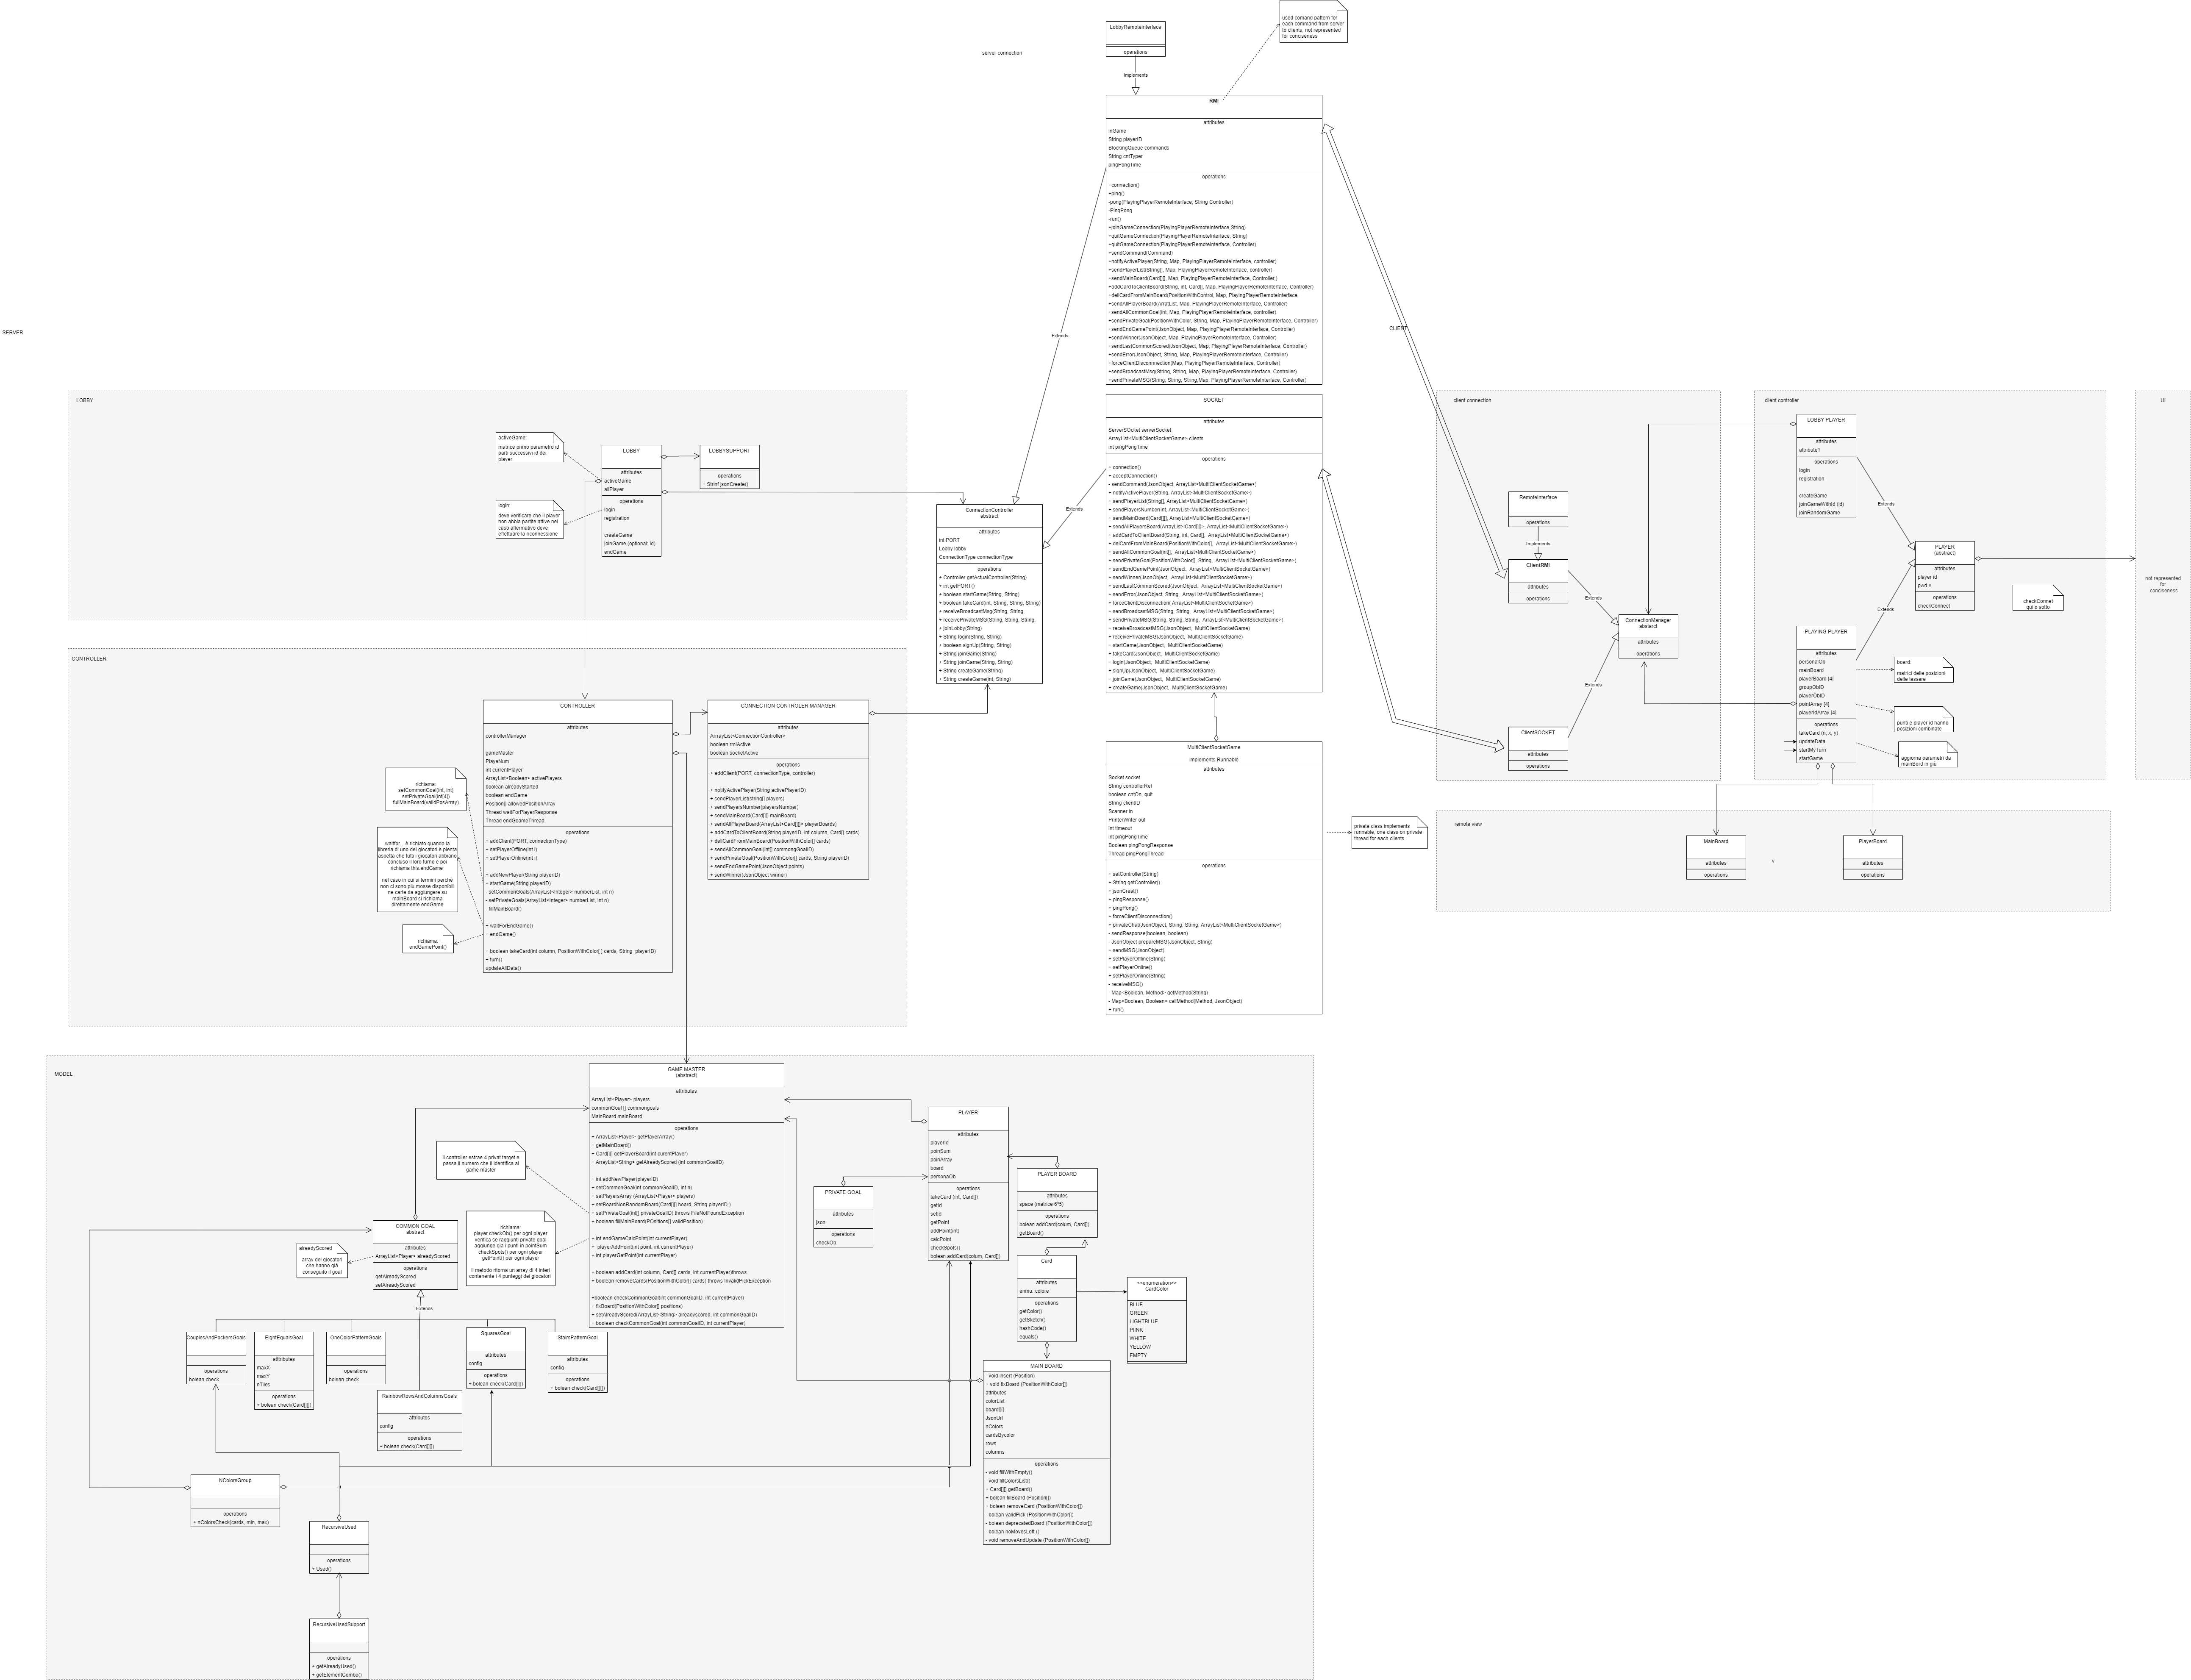 used comand pattern for
each command from server
to clients; not represented
for conciseness
server connection
LobbyRemoteInterface
operations
Implements
RMI
attributes
inGame
String playerID
BlockingQueue commands
String cntTyper
pingPongTime
operations
+connection()
+ping()
-pong(PlayingPlayerRemoteInterface, String Controller)
-PingPong
-run()
+joinGameConnection(PlayingPlayerRemoteInterface,String)
+quitGameConnection(PlayingPlayerRemoteInterface, String)
+quitGameConnection(PlayingPlayerRemoteInterface, Controller)
+sendCommand(Command)
+notifyActivePlayer(String, Map, PlayingPlayerRemoteInterface, controller)
+sendPlayerList(String[], Map, PlayingPlayerRemoteInterface, controller)
+sendMainBoard(Card[][], Map, PlayingPlayerRemoteInterface, Controller,)
+addCardToClientBoard(String, int, Card[], Map, PlayingPlayerRemoteInterface, Controller)
+dellCardFromMainBoard(PositionWithControl, Map, PlayingPlayerRemoteInterface,
+sendAllPlayerBoard(ArratList, Map, PlayingPlayerRemoteInterface, Controller)
+sendAllCommonGoal(int, Map, PlayingPlayerRemoteInterface, controller)
+sendPrivateGoal(PositionWithColor, String, Map, PlayingPlayerRemoteInterface, Controller)
+sendEndGamePoint(JsonObject, Map, PlayingPlayerRemoteInterface, Controller)
+sendWinner(JsonObject, Map, PlayingPlayerRemoteInterface, Controller)
+sendLastCommonScored(JsonObject, Map, PlayingPlayerRemoteInterface, Controller)
+sendError(JsonObject, String, Map, PlayingPlayerRemoteInterface, Controller)
+forceClientDisconnection(Map, PlayingPlayerRemoteInterface, Controller)
+sendBroadcastMsg(String, String, Map, PlayingPlayerRemoteInterface, Controller)
+sendPrivateMSG(String, String, String,Map, PlayingPlayerRemoteInterface, Controller)
Extends
SERVER
CLIENT
LOBBY
activeGame:
matrice primo parametro id
parti successivi id dei
player
login:
deve verificare che il player
non abbia partite attive nel
caso affermativo deve
effettuare la riconnessione
LOBBY
attributes
activeGame
allPlayer
operations
login
registration
createGame
joinGame (optional: id)
endGame
LOBBYSUPPORT
operations
+ Strinf jsonCreate()
ConnectionController
abstract
attributes
int PORT
Lobby lobby
ConnectionType connectionType
operations
+ Controller getActualController(String)
+ int getPORT()
+ boolean startGame(String, String)
+ boolean takeCard(int, String, String, String)
+ receiveBroadcastMsg(String, String,
+ receivePrivateMSG(String, String, String,
+ joinLobby(String)
+ String login(String, String)
+ boolean signUp(String, String)
+ String joinGame(String)
+ String joinGame(String, String)
+ String createGame(String)
+ String createGame(int, String)
Extends
SOCKET
attributes
ServerSOcket serverSocket
ArrayList<MultiClientSocketGame> clients
int pingPongTime
operations
+ connection()
+ acceptConnection()
- sendCommand(JsonObject, ArrayList<MultiClientSocketGame>)
+ notifyActivePlayer(String, ArrayList<MultiClientSocketGame>)
+ sendPlayerList(String[], ArrayList<MultiClientSocketGame>)
+ sendPlayersNumber(int, ArrayList<MultiClientSocketGame>)
+ sendMainBoard(Card[][], ArrayList<MultiClientSocketGame>)
+ sendAllPlayersBoard(ArrayList<Card[][]>, ArrayList<MultiClientSocketGame>)
+ addCardToClientBoard(String, int, Card[], ArrayList<MultiClientSocketGame>)
+ delCardFromMainBoard(PositionWithColor[], ArrayList<MultiClientSocketGame>)
+ sendAllCommonGoal(int[], ArrayList<MultiClientSocketGame>)
+ sendPrivateGoal(PositionWithColor[], String, ArrayList<MultiClientSocketGame>)
+ sendEndGamePoint(JsonObject, ArrayList<MultiClientSocketGame>)
+ sendWinner(JsonObject, ArrayList<MultiClientSocketGame>)
+ sendLastCommonScored(JsonObject, ArrayList<MultiClientSocketGame>)
+ sendError(JsonObject, String, ArrayList<MultiClientSocketGame>)
+ forceClientDisconnection( ArrayList<MultiClientSocketGame>)
+ sendBroadcastMSG(String, String, ArrayList<MultiClientSocketGame>)
+ sendPrivateMSG(String, String, String, ArrayList<MultiClientSocketGame>)
+ receiveBroadcastMSG(JsonObject, MultiClientSocketGame)
+ receivePrivateMSG(JsonObject, MultiClientSocketGame)
+ startGame(JsonObject, MultiClientSocketGame)
+ takeCard(JsonObject, MultiClientSocketGame)
+ login(JsonObject, MultiClientSocketGame)
+ signUp(JsonObject, MultiClientSocketGame)
+ joinGame(JsonObject, MultiClientSocketGame)
+ createGame(JsonObject, MultiClientSocketGame)
MultiClientSocketGame
implements Runnable
attributes
Socket socket
String controllerRef
boolean cntOn, quit
String clientID
Scanner in
PrinterWriter out
int timeout
int pingPongTime
Boolean pingPongResponse
Thread pingPongThread
operations
+ setController(String)
+ String getController()
+ jsonCreat()
+ pingResponse()
+ pingPong()
+ forceClientDisconnection()
+ privateChat(JsonObject, String, String, ArrayList<MultiClientSocketGame>)
- sendResponse(boolean, boolean)
- JsonObject prepareMSG(JsonObject, String)
+ sendMSG(JsonObject)
+ setPlayerOffline(String)
+ setPlayerOnline()
+ setPlayerOnline(String)
- receiveMSG()
- Map<Boolean, Method> getMethod(String)
- Map<Boolean, Boolean> callMethod(Method, JsonObject)
+ run()
private class implements
runnable, one class on private
thread for each clients
client connection
RemoteInterface
operations
Implements
ClientRMI
attributes
operations
Extends
ConnectionManager
abstarct
attributes
operations
Extends
ClientSOCKET
attributes
operations
client controller
LOBBY PLAYER
attributes
attribute1
operations
login
registration
createGame
joinGameWithId (id)
joinRandomGame
Extends
PLAYER
(abstract)
attributes
player id
pwd ?
operations
checkConnect
checkConnet
qui o sotto
Extends
PLAYING PLAYER
attributes
personalOb
mainBoard
playerBoard [4]
groupObID
playerObID
pointArray [4]
playerIdArray [4]
operations
takeCard (n, x, y)
updateData
startMyTurn
startGame
board:
matrici delle posizioni
delle tessere
punti e player id hanno
posizioni combinate
aggiorna parametri da
mainBord in giù
UI
not represented
for
conciseness
remote view
MainBoard
attributes
operations
Y
PlayerBoard
attributes
operations
CONTROLLER
richiama:
setCommonGoal(int, int)
setPrivateGoal(int[4])
fullMainBoard(validPosArray)
waitfor... è richiato quando la
libreria di uno dei giocatori è pienta
aspetta che tutti i giocatori abbiano
concluso il loro turno e poi
richiama this.endGame
nel caso in cui si termini perchè
non ci sono più mosse disponibili
ne carte da aggiungere su
mainBoard si richiama
direttamente endGame
richiama:
endGamePoint()
CONTROLLER
attributes
controllerManager
gameMaster
PlayeNum
int currentPlayer
ArrayList<Boolean> activePlayers
boolean alreadyStarted
boolean endGame
Position[] allowedPositionArray
Thread waitForPlayerResponse
Thread endGeameThread
operations
+ addClient(PORT, connectionType)
+ setPlayerOffline(int i)
+ setPlayerOnline(int i)
+ addNewPlayer(String playerID)
+ startGame(String playerID)
- setCommonGoals(ArrayList<Integer> numberList, int n)
- setPrivateGoals(ArrayList<Integer> numberList, int n)
- fillMainBoard()
+ waitForEndGame()
+ endGame()
+ boolean takeCard(int column, PositionWithColor[ ] cards, String playerID)
+ turn()
updateAllData()
CONNECTION CONTROLER MANAGER
attributes
ArrrayList<ConnectionController>
boolean rmiActive
boolean socketActive
operations
+ addClient(PORT, connectionType, controller)
+ notifyActivePlayer(String activePlayerID)
+ sendPlayerList(string[] players)
+ sendPlayersNumber(playersNumber)
+ sendMainBoard(Card[][] mainBoard)
+ sendAllPlayerBoard(ArrayList<Card[][]]> playerBoards)
+ addCardToClientBoard(String playerID, int column, Card[] cards)
+ dellCardFromMainBoard(PositionWithColor[] cards)
+ sendAllCommonGoal(int[] commongGoalID)
+ sendPrivateGoal(PositionWithColor[] cards, String playerID)
+ sendEndGamePoint(JsonObject points)
+ sendWinner(JsonObject winner)
MODEL
GAME MASTER
(abstract)
attributes
ArrayList<Player> players
commonGoal [] commongoals
MainBoard mainBoard
operations
+ ArrayList<Player> getPlayerArray()
+ getMainBoard()
+ Card[][] getPlayerBoard(int curentPlayer)
+ ArrayList<String> getAlreadyScored (int commonGoalID)
+ int addNewPlayer(playerID)
+ setCommonGoal(int commonGoalID, int n)
+ setPlayersArray (ArrayList<Player> players)
+ setBoardNonRandomBoard(Card[][] board, String playerID )
+ setPrivateGoal(int[] privateGoalID) throws FileNotFoundException
+ boolean fillMainBoard(POsitions[] validPosition)
+ int endGameCalcPoint(int currentPlayer)
+ playerAddPoint(int point, int currentPlayer)
+ int playerGetPoint(int currentPlayer)
+ boolean addCard(int column, Card[] cards, int currentPlayer)throws
+ boolean removeCards(PositionWithColor[] cards) throws InvalidPickException
+boolean checkCommonGoal(int commonGoalID, int currentPlayer)
+ fixBoard(PositionWithColor[] positions)
+ setAlreadyScored(ArrayList<String> alreadyscored, int commonGoalID)
+ boolean checkCommonGoal(int commonGoalID, int currentPlayer)
il controller estrae 4 privat target e
passa il numero che li identifica al
game master
richiama:
player.checkOb() per ogni player
verifica se raggiunti private goal
aggiunge gia i punti in pointSum
checkSpots() per ogni player
getPoint() per ogni player
il metodo ritorna un array di 4 interi
contenente i 4 punteggi dei giocatori
PLAYER
attributes
playerId
poinSum
poinArray
board
personaOb
operations
takeCard (int, Card[])
getId
setId
getPoint
addPoint(int)
calcPoint
checkSpots()
bolean addCard(colum, Card[])
PRIVATE GOAL
attributes
json
operations
checkOb
PLAYER BOARD
attributes
space (matrice 6*5)
operations
bolean addCard(colum, Card[])
getBoard()
Card
attributes
enmu: colore
operations
getColor()
getSketch()
hashCode()
equals()
<<enumeration>>
CardColor
BLUE
GREEN
LIGHTBLUE
PIINK
WHITE
YELLOW
EMPTY
COMMON GOAL
abstract
attributes
ArrayList<Player> alreadyScored
operations
getAlreadyScored
setAlreadyScored
alreadyScored
array dei giocatori
che hanno già
conseguito il goal
Extends
CouplesAndPockersGoals
operations
bolean check
EightEqualsGoal
atttributes
maxX
maxY
nTiles
operations
+ bolean check(Card[][])
OneColorPatternGoals
operations
bolean check
RainbowRowsAndColumnsGoals
attributes
config
operations
+ bolean check(Card[][])
SquaresGoal
attributes
config
operations
+ bolean check(Card[][])
StairsPatternGoal
attributes
config
operations
+ bolean check(Card[][])
MAIN BOARD
- void insert (Position)
+ void fixBoard (PositionWithColor[])
attributes
colorList
board[][]
JsonUrl
nColors
cardsBycolor
rows
columns
operations
- void fillWithEmpty()
- void fillColorsList()
+ Card[][] getBoard()
+ bolean fillBoard (Position[])
+ bolean removeCard (PositionWithColor[])
- bolean validPick (PositionWithColor[])
- bolean deprecatedBoard (PositionWithColor[])
- bolean noMovesLeft ()
- void removeAndUpdate (PositionWithColor[])
NColorsGroup
operations
+ nColorsCheck(cards, min, max)
RecursiveUsed
operations
+ Used()
RecursiveUsedSupport
operations
+ getAlreadyUsed()
+ getElementCombo()